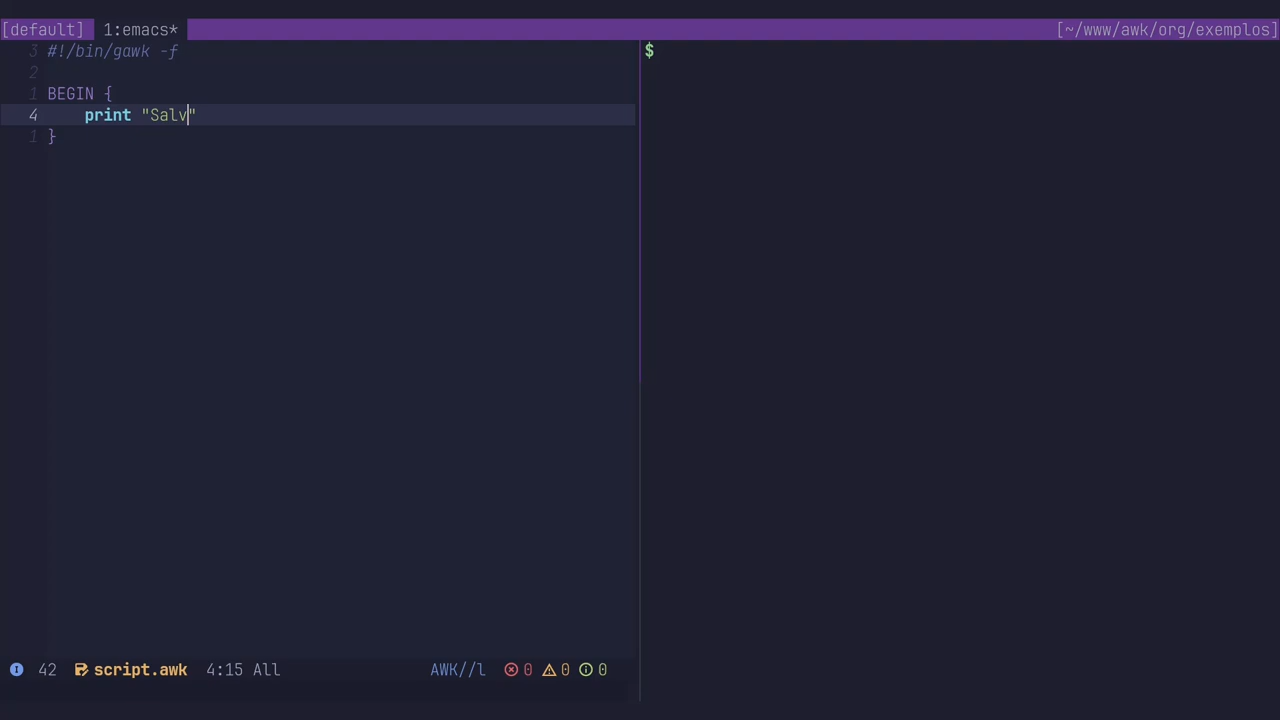 [default] 1:emacs* [~/www/awk/org/exemplos]
3 #!/bin/gawk -f
2
1 BEGIN {
4 print "Salv"
1 }
$
42 script.awk 4:15 All AWK//l 0 0 0